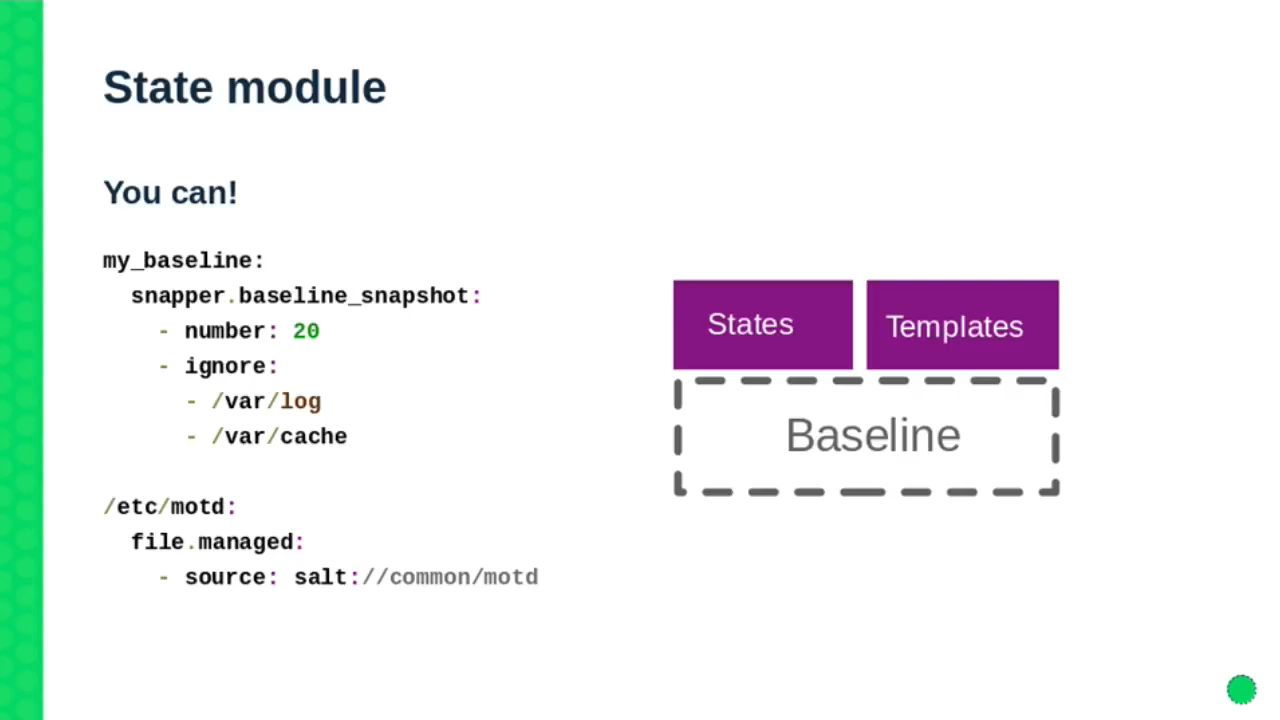 State module
You can!
my_baseline:
  snapper.baseline_snapshot:
    - number: 20
    - ignore:
      - /var/log
      - /var/cache
/etc/motd:
  file.managed:
    - source: salt://common/motd
States
Templates
Baseline